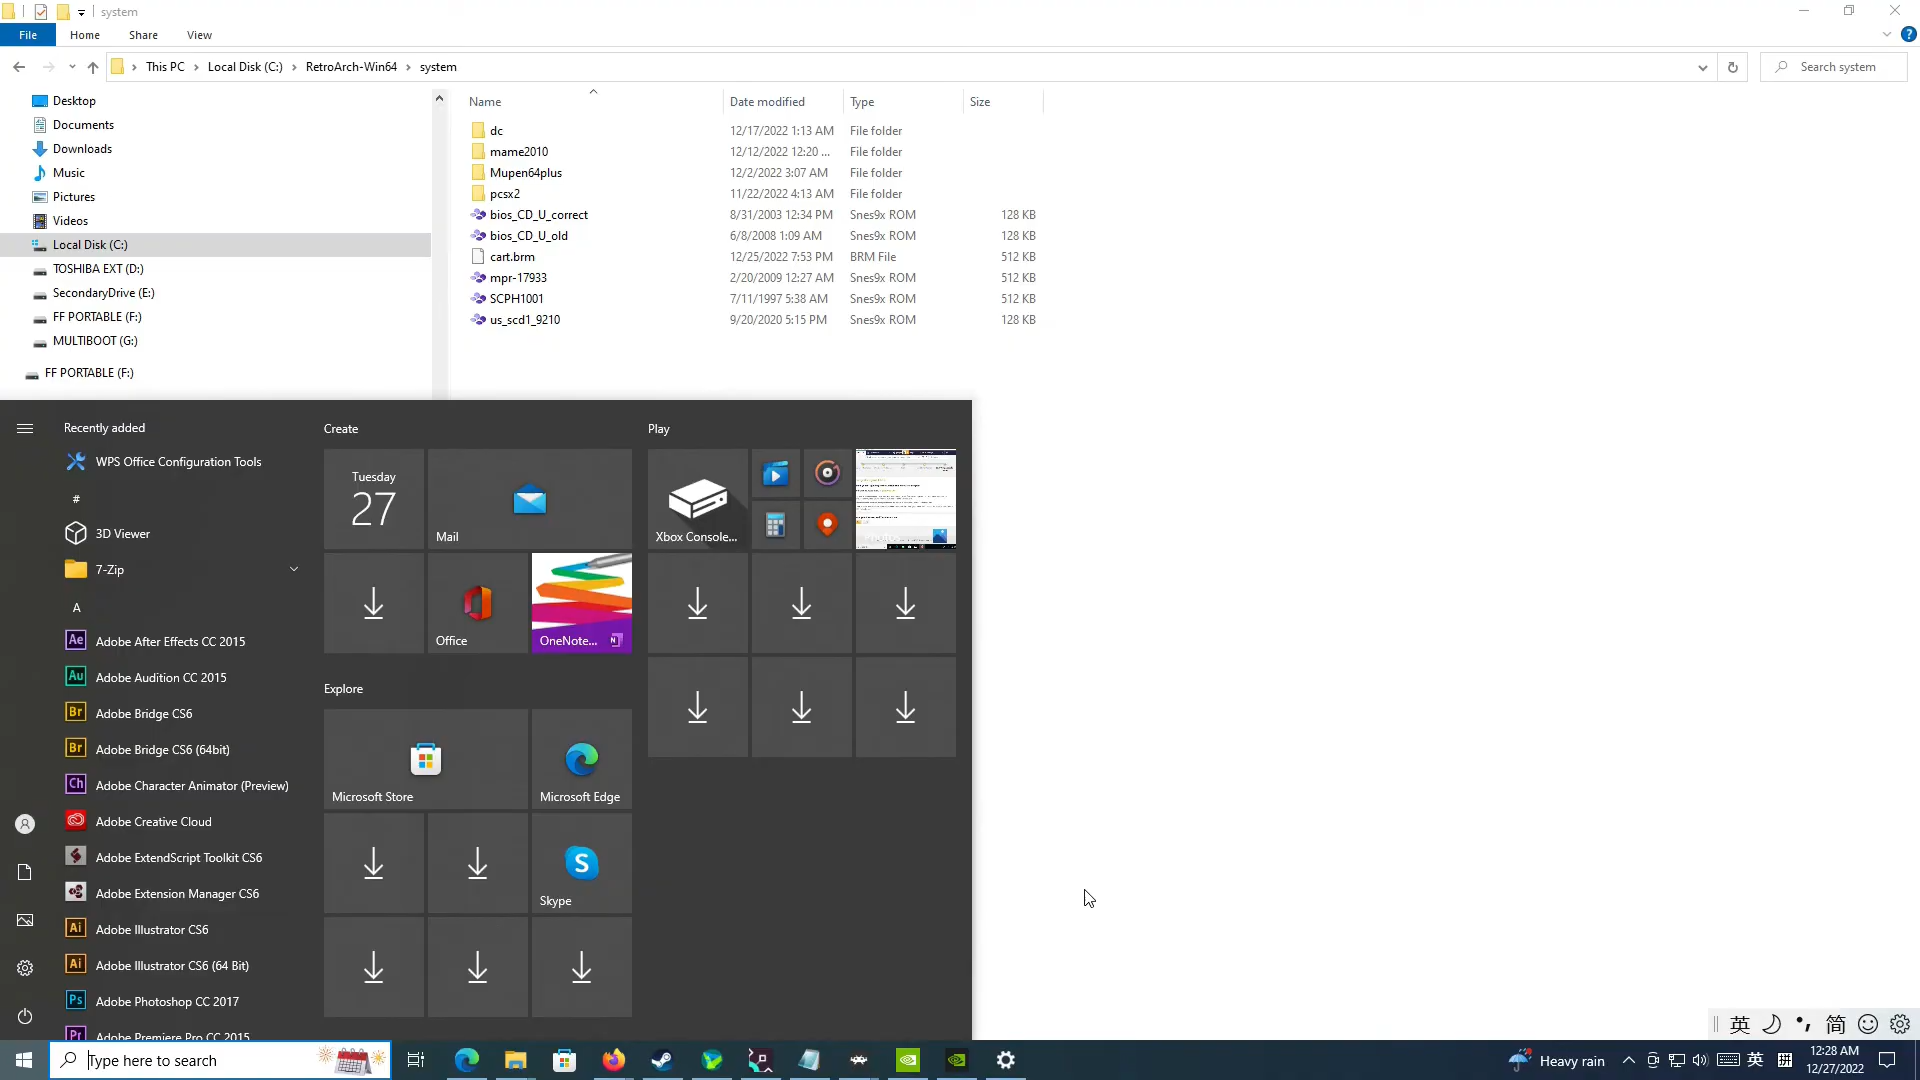 system
File
Home
Share
View
This PC
Local Disk (C:)
RetroArch-Win64
system
Search system
Desktop
Documents
Downloads
Music
Pictures
Videos
Local Disk (C:)
TOSHIBA EXT (D:)
SecondaryDrive (E:)
FF PORTABLE (F:)
MULTIBOOT (G:)
FF PORTABLE (F:)
Name Date modified Type Size
dc 12/17/2022 1:13 AM File folder
mame2010 12/12/2022 12:20 ... File folder
Mupen64plus 12/2/2022 3:07 AM File folder
pcsx2 11/22/2022 4:13 AM File folder
bios_CD_U_correct 8/31/2003 12:34 PM Snes9x ROM 128 KB
bios_CD_U_old 6/8/2008 1:09 AM Snes9x ROM 128 KB
cart.brm 12/25/2022 7:53 PM BRM File 512 KB
mpr-17933 2/20/2009 12:27 AM Snes9x ROM 512 KB
SCPH1001 7/11/1997 5:38 AM Snes9x ROM 512 KB
us_scd1_9210 9/20/2020 5:15 PM Snes9x ROM 128 KB
Recently added
WPS Office Configuration Tools
#
3D Viewer
7-Zip
A
Ae Adobe After Effects CC 2015
Au Adobe Audition CC 2015
Br Adobe Bridge CS6
Br Adobe Bridge CS6 (64bit)
Ch Adobe Character Animator (Preview)
Adobe Creative Cloud
Adobe ExtendScript Toolkit CS6
Adobe Extension Manager CS6
Ai Adobe Illustrator CS6
Ai Adobe Illustrator CS6 (64 Bit)
Ps Adobe Photoshop CC 2017
Pr Adobe Premiere Pro CC 2015
Create
Tuesday
27
Mail
Office
OneNote...
Explore
Microsoft Store
Microsoft Edge
Skype
Play
Xbox Console...
英 简
Type here to search
Heavy rain
英
拼
12:28 AM
12/27/2022